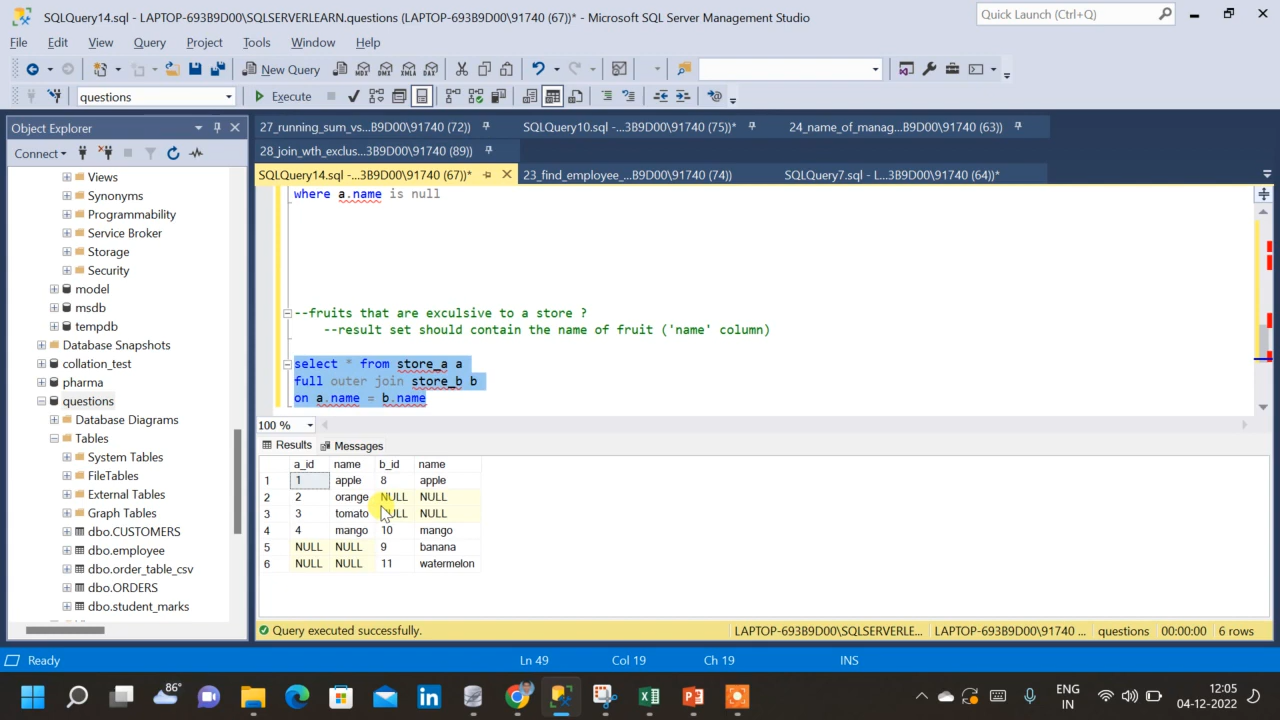 SQLQuery14.sql - LAPTOP-693B9D00\SQLSERVERLEARN.questions (LAPTOP-693B9D00\91740 (67))* - Microsoft SQL Server Management Studio
Quick Launch (Ctrl+Q)
File Edit View Query Project Tools Window Help
New Query
questions
Execute
Object Explorer
27_running_sum_vs...B9D00\91740 (72))
SQLQuery10.sql -...3B9D00\91740 (75))*
24_name_of_manag...B9D00\91740 (63))
Connect
28_join_wth_exclus...3B9D00\91740 (89))
SQLQuery14.sql -...3B9D00\91740 (67))*
23_find_employee_...B9D00\91740 (74))
SQLQuery7.sql - L...3B9D00\91740 (64))*
Views
Synonyms
Programmability
Service Broker
Storage
Security
model
msdb
tempdb
Database Snapshots
collation_test
pharma
questions
Database Diagrams
Tables
System Tables
FileTables
External Tables
Graph Tables
dbo.CUSTOMERS
dbo.employee
dbo.order_table_csv
dbo.ORDERS
dbo.student_marks
where a.name is null
--fruits that are exculsive to a store ?
--result set should contain the name of fruit ('name' column)
select * from store_a a
full outer join store_b b
on a.name = b.name
100 %
Results Messages
a_id name b_id name
1 1 apple 8 apple
2 2 orange NULL NULL
3 3 tomato NULL NULL
4 4 mango 10 mango
5 NULL NULL 9 banana
6 NULL NULL 11 watermelon
Query executed successfully.
LAPTOP-693B9D00\SQLSERVERLE... LAPTOP-693B9D00\91740 ... questions 00:00:00 6 rows
Ready
Ln 49 Col 19 Ch 19 INS
86°
ENG
IN
12:05
04-12-2022